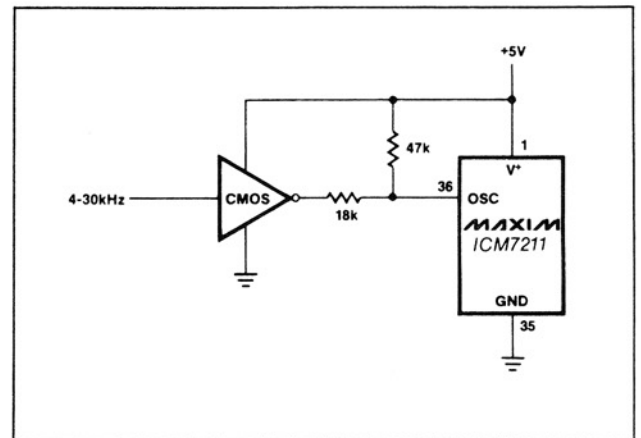 +5V
47k
1
V+
4-30kHz
CMOS
18k
36
OSC
MAXIM
ICM7211
GND
35